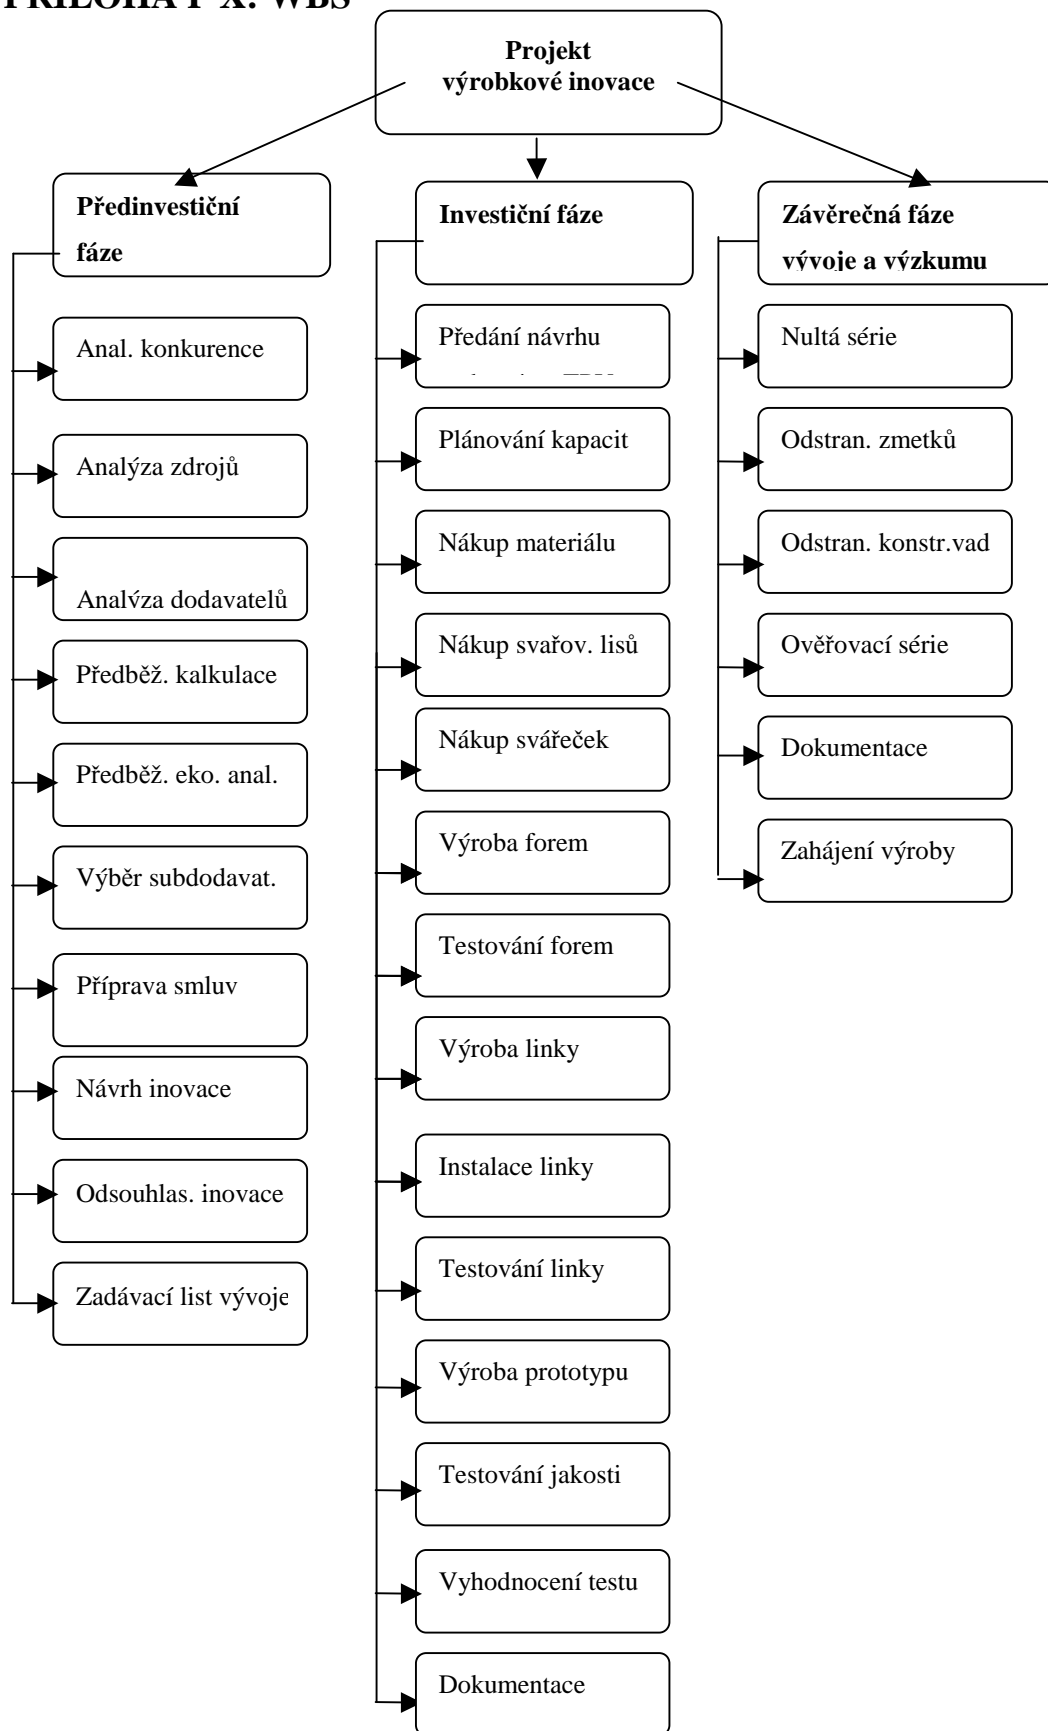 PŘÍLOHA P X: WBS
Projekt
výrobkové inovace
Předinvestiční
fáze
Anal. konkurence
Analýza zdrojů
Analýza dodavatelů
Předběž. kalkulace
Předběž. eko. anal.
Výběr subdodavat.
Příprava smluv
Návrh inovace
Odsouhlas. inovace
Zadávací list vývoje
Investiční fáze
Předání návrhu
Plánování kapacit
Nákup materiálu
Nákup svařov. lisů
Nákup svářeček
Výroba forem
Testování forem
Výroba linky
Instalace linky
Testování linky
Výroba prototypu
Testování jakosti
Vyhodnocení testu
Dokumentace
Závěrečná fáze
vývoje a výzkumu
Nultá série
Odstran. zmetků
Odstran. konstr.vad
Ověřovací série
Dokumentace
Zahájení výroby